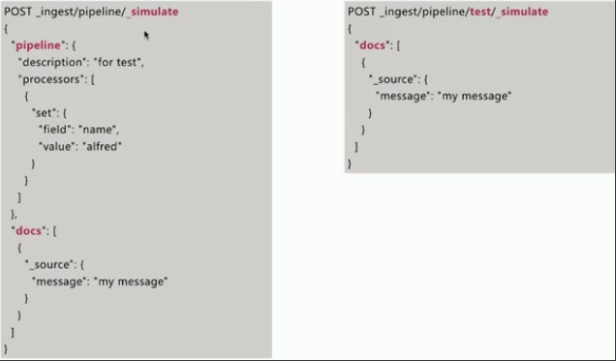 POST _ingest/pipeline/_simulate
{
  "pipeline": {
    "description": "for test",
    "processors": [
      {
        "set": {
          "field": "name",
          "value": "alfred"
        }
      }
    ]
  },
  "docs": [
    {
      "_source": {
        "message": "my message"
      }
    }
  ]
}
POST _ingest/pipeline/test/_simulate
{
  "docs": [
    {
      "_source": {
        "message": "my message"
      }
    }
  ]
}